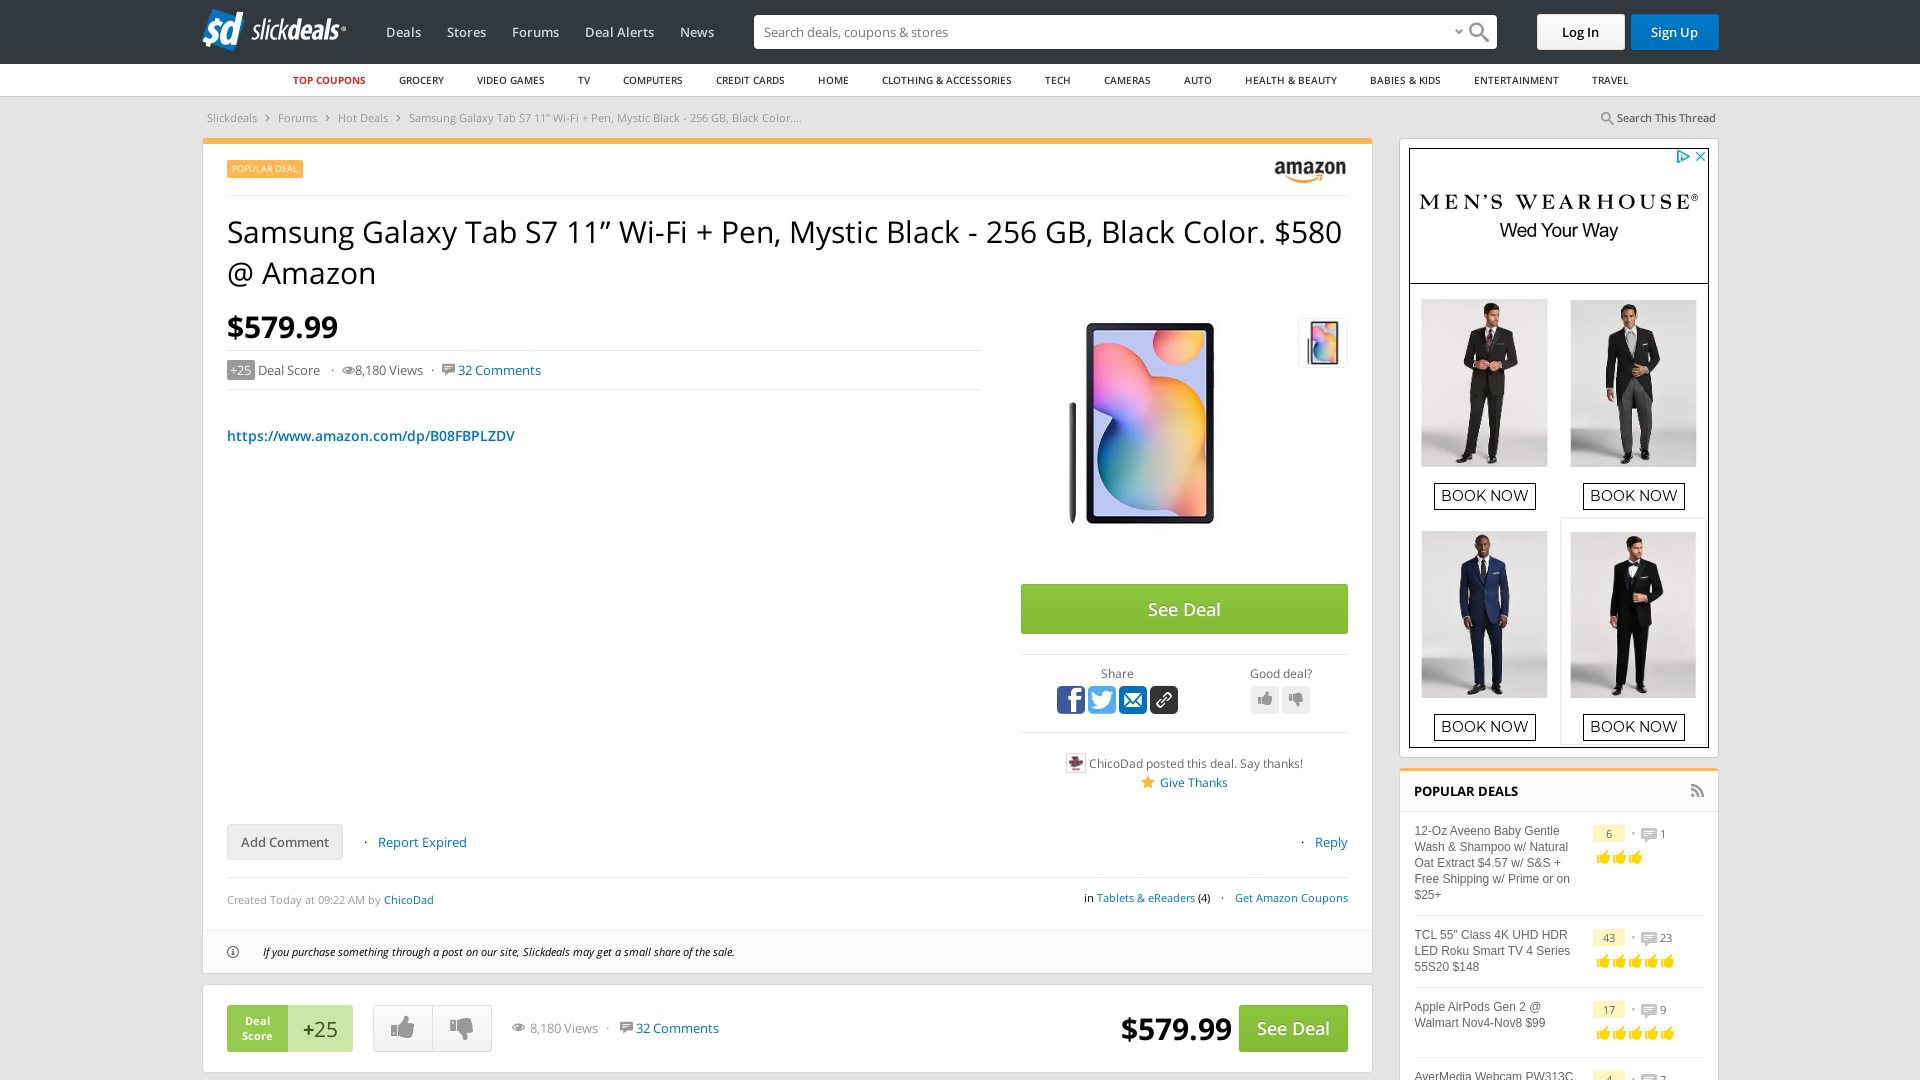 slickdeals
Deals
Stores
Forums
Deal Alerts
News
Search deals, coupons & stores
Log In
Sign Up
TOP COUPONS
GROCERY
VIDEO GAMES
TV
COMPUTERS
CREDIT CARDS
HOME
CLOTHING & ACCESSORIES
TECH
CAMERAS
AUTO
HEALTH & BEAUTY
BABIES & KIDS
ENTERTAINMENT
TRAVEL
Slickdeals › Forums › Hot Deals › Samsung Galaxy Tab S7 11” Wi-Fi + Pen, Mystic Black - 256 GB, Black Color....
Search This Thread
POPULAR DEAL
amazon
Samsung Galaxy Tab S7 11” Wi-Fi + Pen, Mystic Black - 256 GB, Black Color. $580
@ Amazon
$579.99
+25 Deal Score · 8,180 Views · 32 Comments
https://www.amazon.com/dp/B08FBPLZDV
See Deal
Share
Good deal?
ChicoDad posted this deal. Say thanks!
Give Thanks
Add Comment · Report Expired
· Reply
Created Today at 09:22 AM by ChicoDad
in Tablets & eReaders (4) · Get Amazon Coupons
If you purchase something through a post on our site, Slickdeals may get a small share of the sale.
Deal
Score
+25
8,180 Views · 32 Comments
$579.99
See Deal
MEN'S WEARHOUSE®
Wed Your Way
BOOK NOW
BOOK NOW
BOOK NOW
BOOK NOW
POPULAR DEALS
12-Oz Aveeno Baby Gentle
Wash & Shampoo w/ Natural
Oat Extract $4.57 w/ S&S +
Free Shipping w/ Prime or on
$25+
6 • 1
TCL 55" Class 4K UHD HDR
LED Roku Smart TV 4 Series
55S20 $148
43 • 23
Apple AirPods Gen 2 @
Walmart Nov4-Nov8 $99
17 • 9
AverMedia Webcam PW313C,
4 • 7